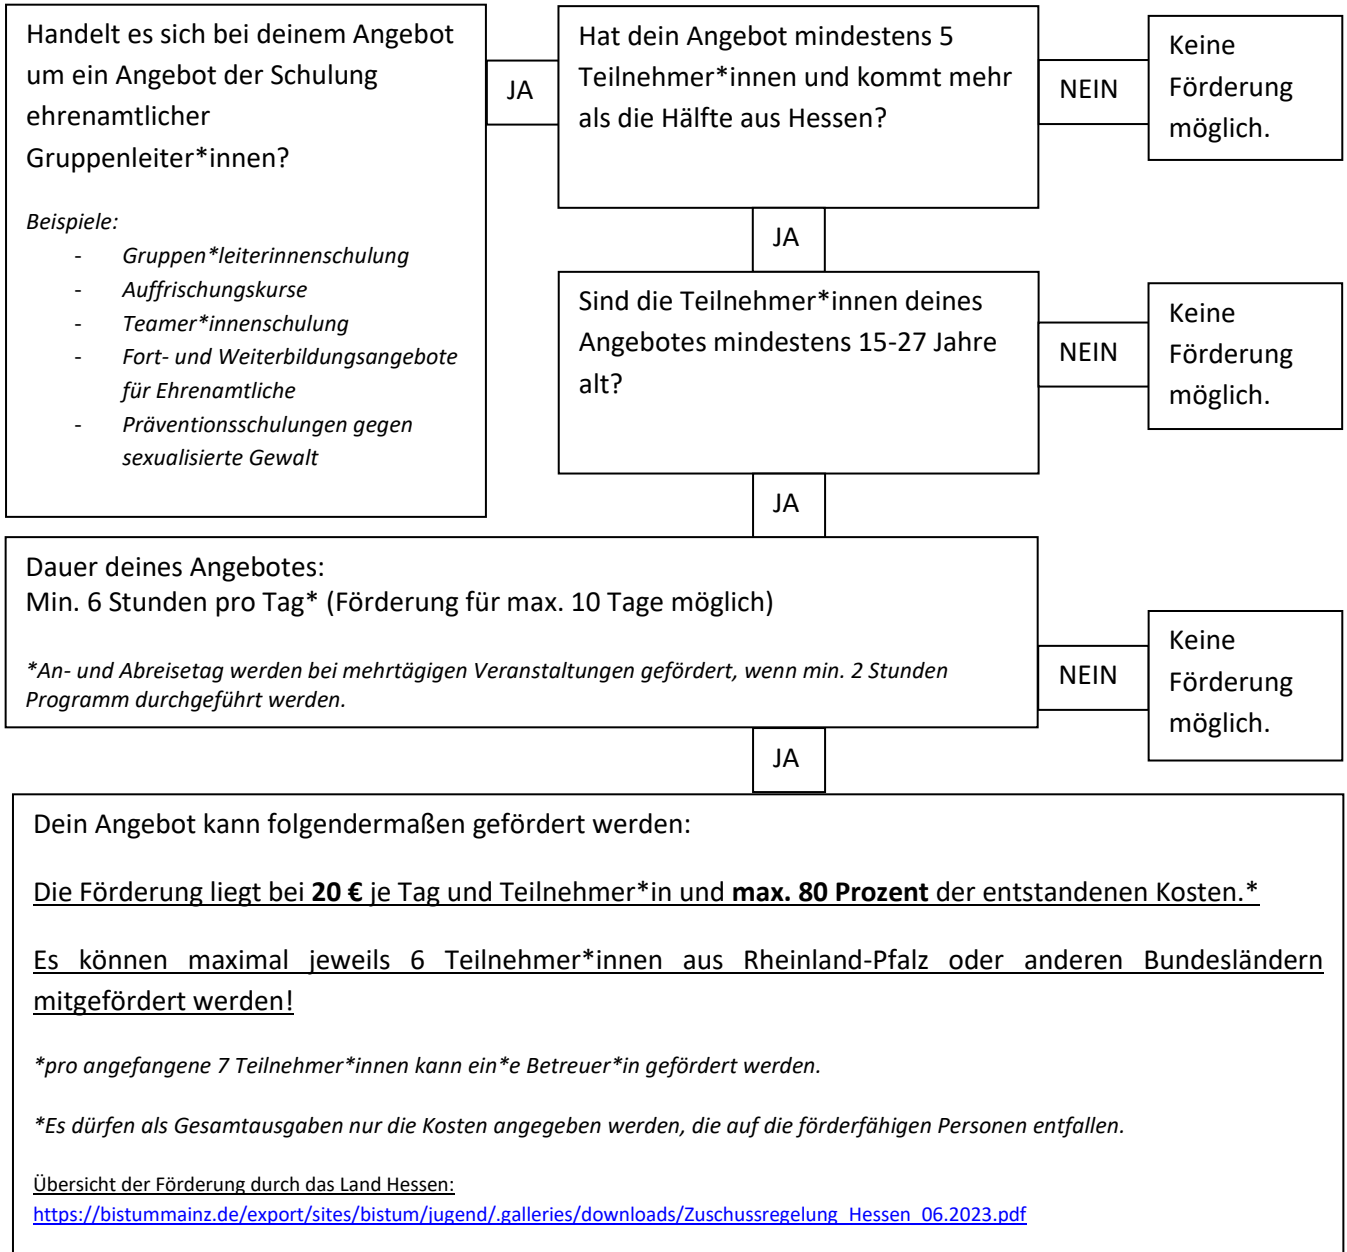 Handelt es sich bei deinem Angebot
um ein Angebot der Schulung
ehrenamtlicher
Gruppenleiter*innen?
Beispiele:
- Gruppen*leiterinnenschulung
- Auffrischungskurse
- Teamer*innenschulung
- Fort- und Weiterbildungsangebote
für Ehrenamtliche
- Präventionsschulungen gegen
sexualisierte Gewalt
JA
Hat dein Angebot mindestens 5
Teilnehmer*innen und kommt mehr
als die Hälfte aus Hessen?
NEIN
Keine
Förderung
möglich.
JA
Sind die Teilnehmer*innen deines
Angebotes mindestens 15-27 Jahre
alt?
NEIN
Keine
Förderung
möglich.
JA
Dauer deines Angebotes:
Min. 6 Stunden pro Tag* (Förderung für max. 10 Tage möglich)
*An- und Abreisetag werden bei mehrtägigen Veranstaltungen gefördert, wenn min. 2 Stunden
Programm durchgeführt werden.
NEIN
Keine
Förderung
möglich.
JA
Dein Angebot kann folgendermaßen gefördert werden:
Die Förderung liegt bei 20 € je Tag und Teilnehmer*in und max. 80 Prozent der entstandenen Kosten.*
Es können maximal jeweils 6 Teilnehmer*innen aus Rheinland-Pfalz oder anderen Bundesländern
mitgefördert werden!
*pro angefangene 7 Teilnehmer*innen kann ein*e Betreuer*in gefördert werden.
*Es dürfen als Gesamtausgaben nur die Kosten angegeben werden, die auf die förderfähigen Personen entfallen.
Übersicht der Förderung durch das Land Hessen:
https://bistummainz.de/export/sites/bistum/jugend/.galleries/downloads/Zuschussregelung_Hessen_06.2023.pdf